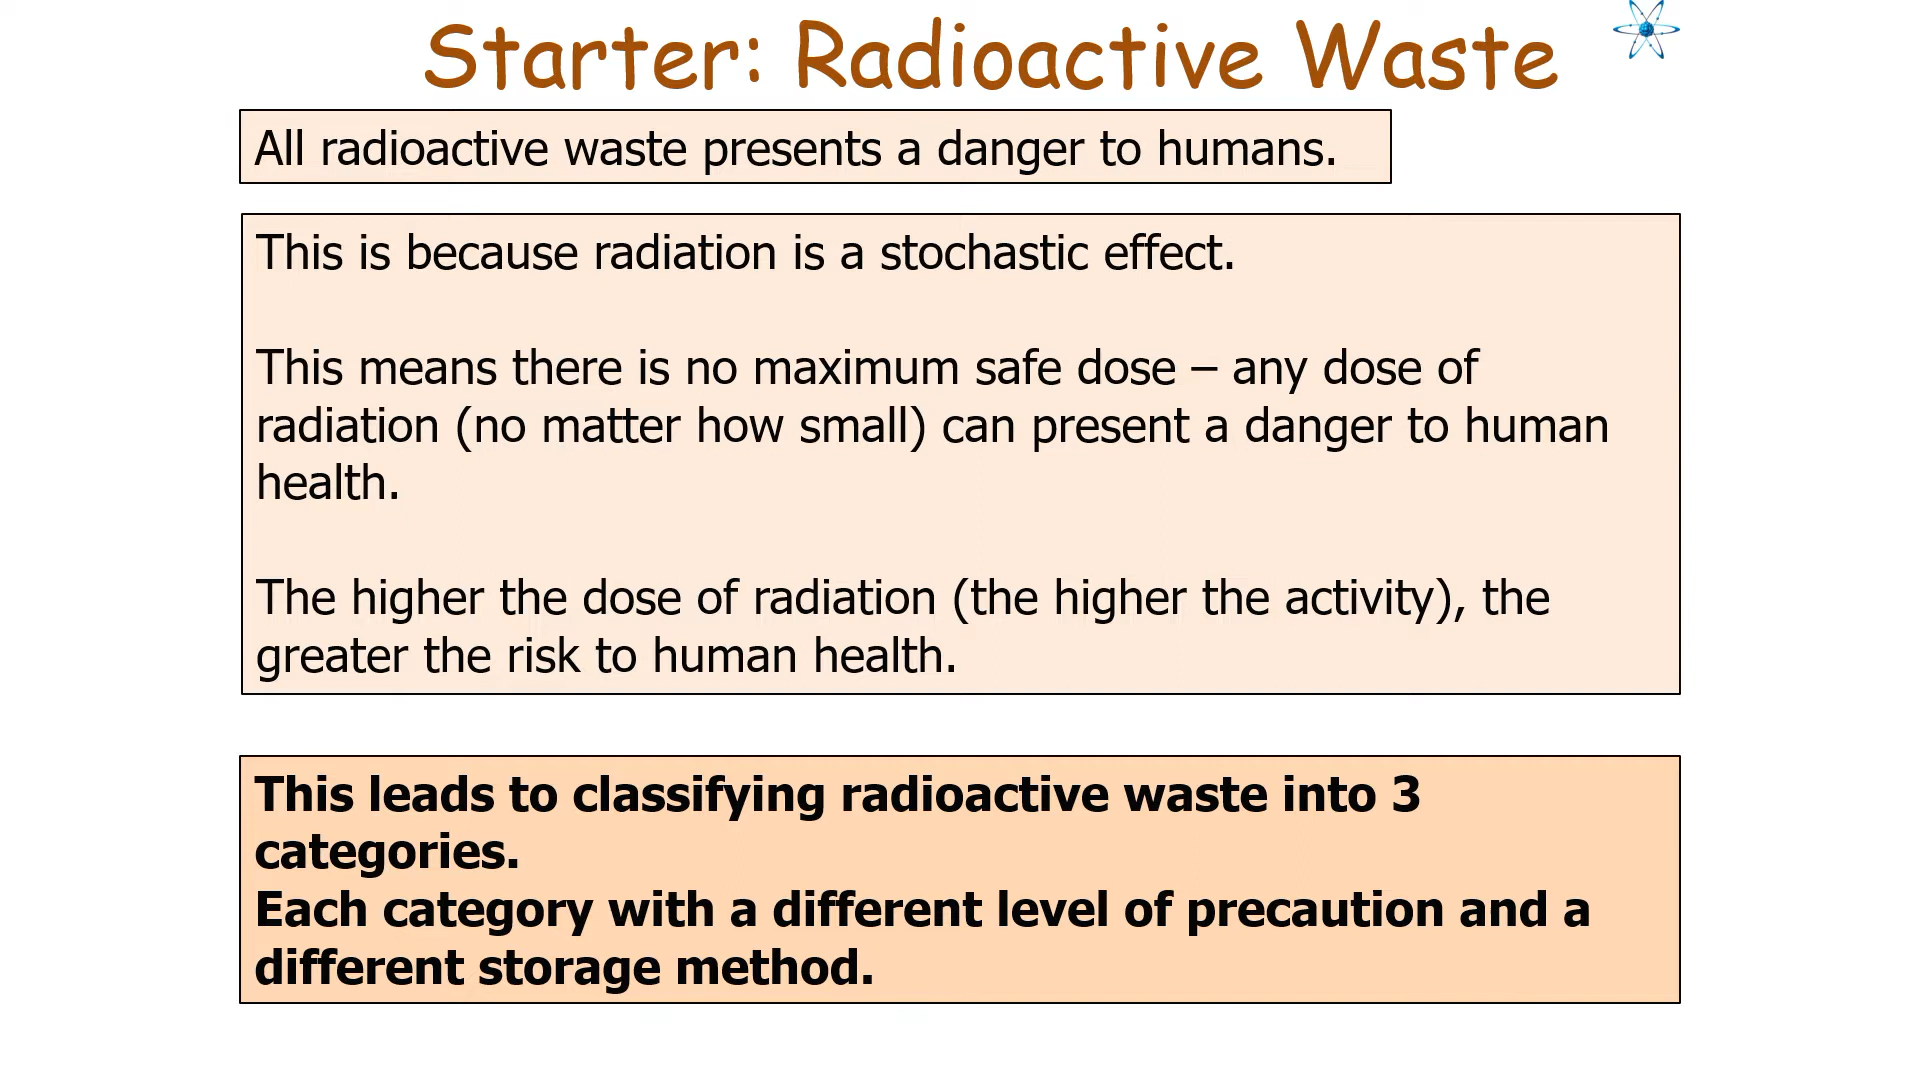 Starter: Radioactive Waste
All radioactive waste presents a danger to humans.
This is because radiation is a stochastic effect.
This means there is no maximum safe dose – any dose of
radiation (no matter how small) can present a danger to human
health.
The higher the dose of radiation (the higher the activity), the
greater the risk to human health.
This leads to classifying radioactive waste into 3
categories.
Each category with a different level of precaution and a
different storage method.